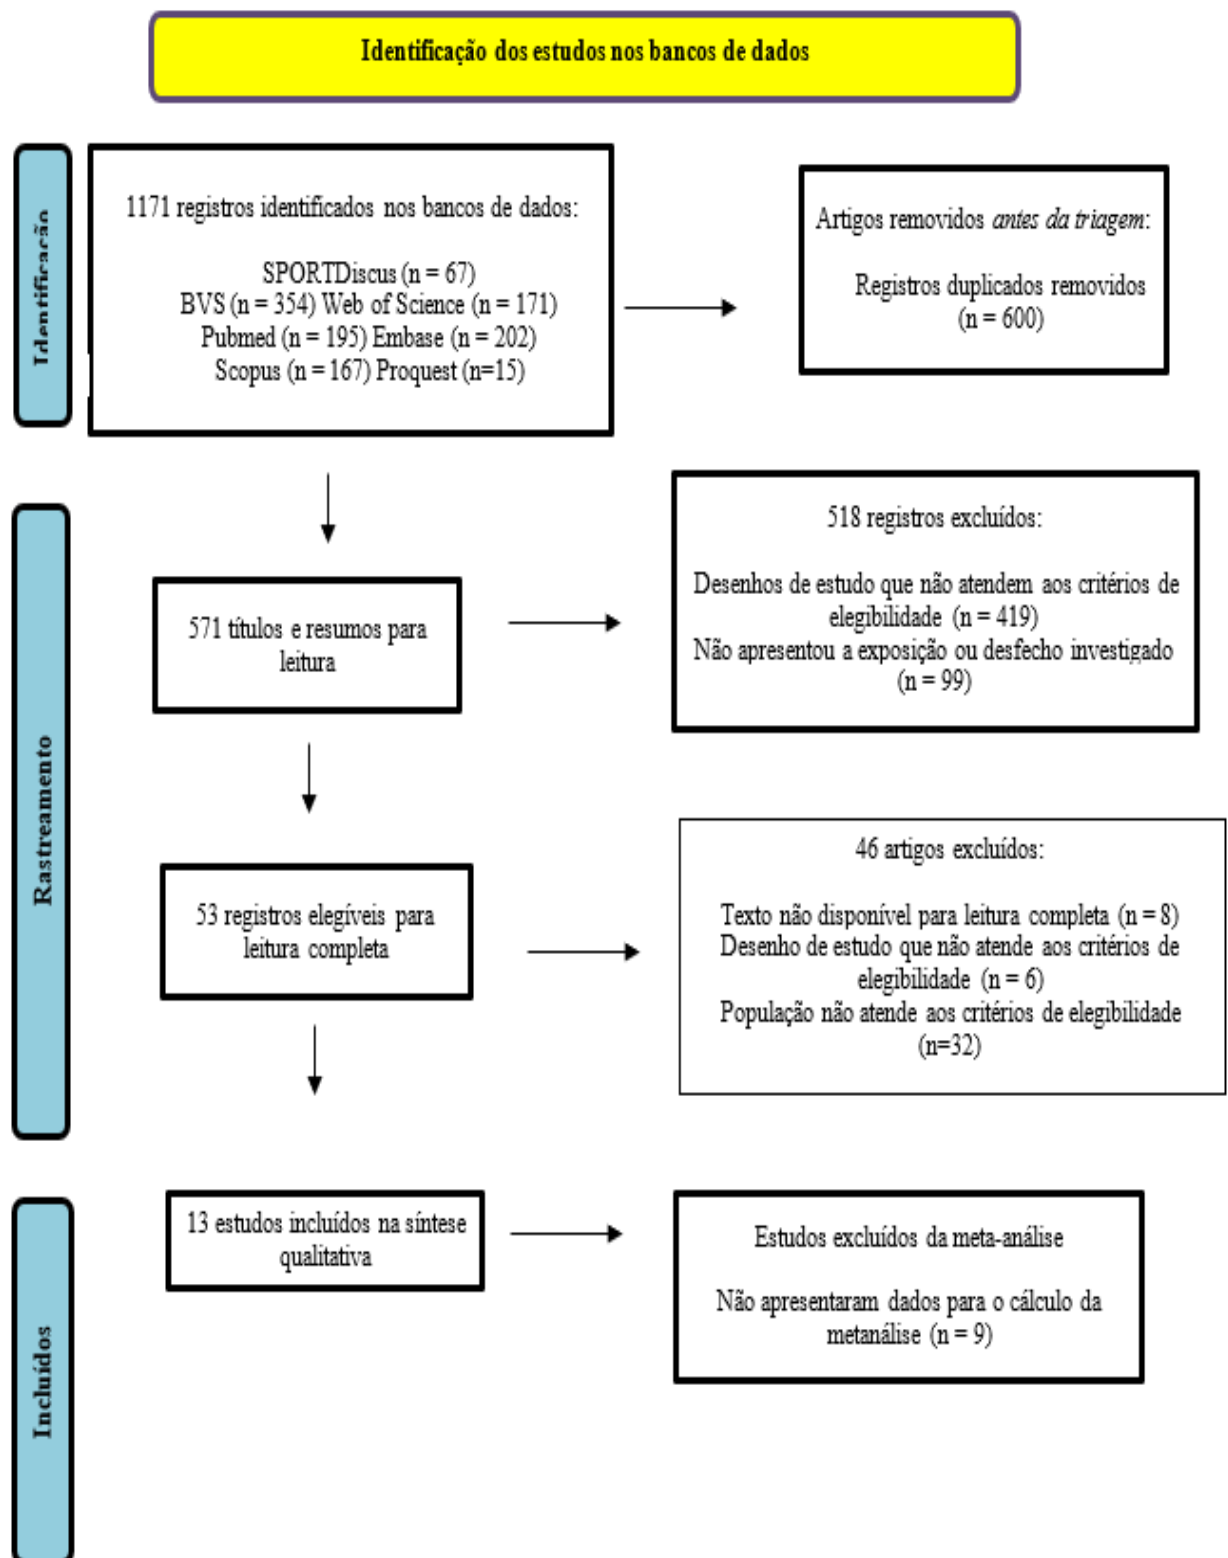 Identificação dos estudos nos bancos de dados
Identificação
1171 registros identificados nos bancos de dados:
SPORTDiscus (n = 67)
BVS (n = 354) Web of Science (n = 171)
Pubmed (n = 195) Embase (n = 202)
Scopus (n = 167) Proquest (n=15)
Artigos removidos antes da triagem:
Registros duplicados removidos
(n = 600)
Rastreamento
571 títulos e resumos para
leitura
518 registros excluídos:
Desenhos de estudo que não atendem aos critérios de
elegibilidade (n = 419)
Não apresentou a exposição ou desfecho investigado
(n = 99)
53 registros elegíveis para
leitura completa
46 artigos excluídos:
Texto não disponível para leitura completa (n = 8)
Desenho de estudo que não atende aos critérios de
elegibilidade (n = 6)
População não atende aos critérios de elegibilidade
(n=32)
Incluídos
13 estudos incluídos na síntese
qualitativa
Estudos excluídos da meta-análise
Não apresentaram dados para o cálculo da
metanálise (n = 9)